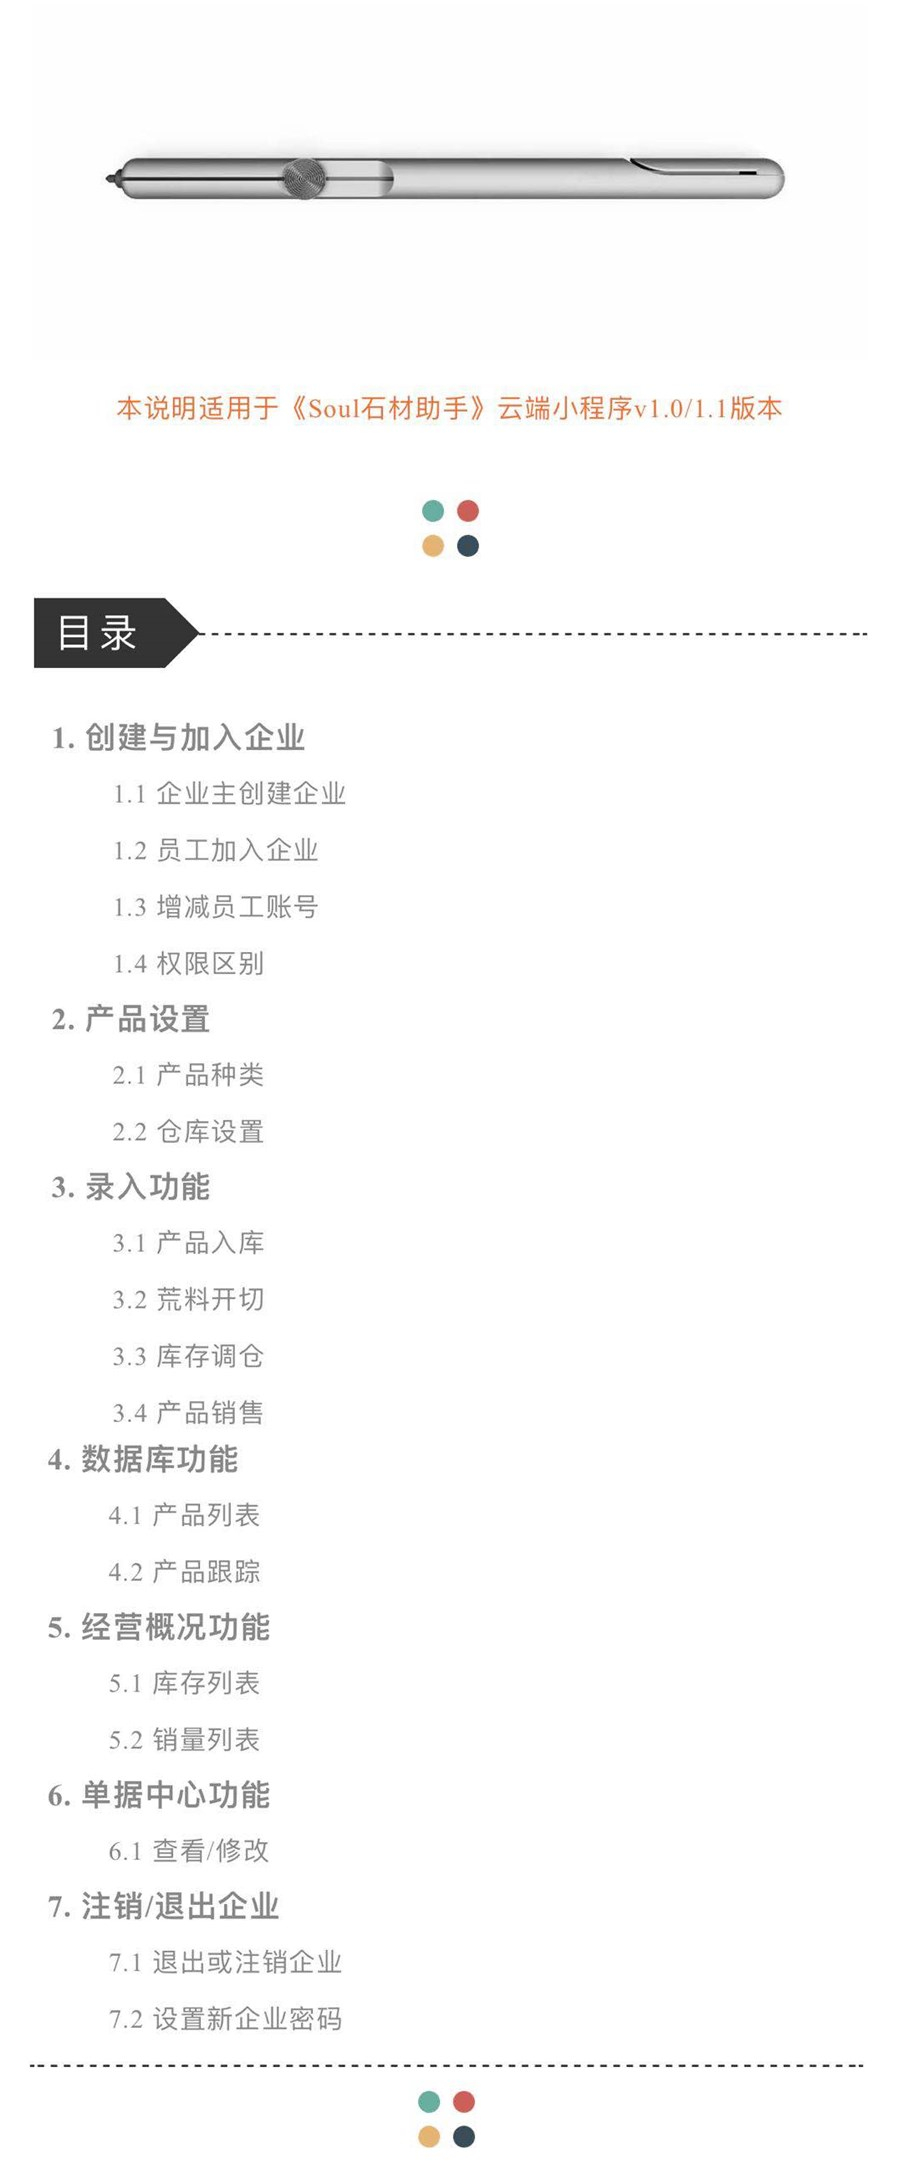 本说明适用于《Soul石材助手》云端小程序v1.0/1.1版本
目录
1. 创建与加入企业
1.1 企业主创建企业
1.2 员工加入企业
1.3 增减员工账号
1.4 权限区别
2. 产品设置
2.1 产品种类
2.2 仓库设置
3. 录入功能
3.1 产品入库
3.2 荒料开切
3.3 库存调仓
3.4 产品销售
4. 数据库功能
4.1 产品列表
4.2 产品跟踪
5. 经营概况功能
5.1 库存列表
5.2 销量列表
6. 单据中心功能
6.1 查看/修改
7. 注销/退出企业
7.1 退出或注销企业
7.2 设置新企业密码